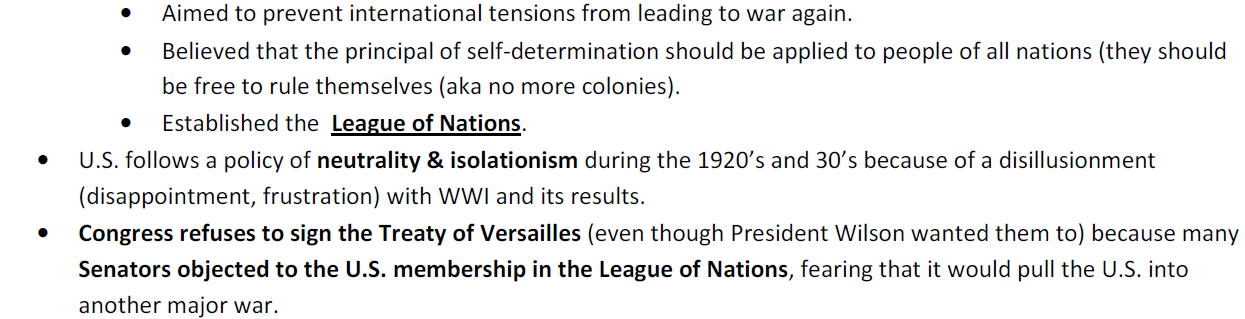 • Aimed to prevent international tensions from leading to war again.
• Believed that the principal of self-determination should be applied to people of all nations (they should
be free to rule themselves (aka no more colonies).
• Established the League of Nations.
• U.S. follows a policy of neutrality & isolationism during the 1920’s and 30’s because of a disillusionment
(disappointment, frustration) with WWI and its results.
• Congress refuses to sign the Treaty of Versailles (even though President Wilson wanted them to) because many
Senators objected to the U.S. membership in the League of Nations, fearing that it would pull the U.S. into
another major war.